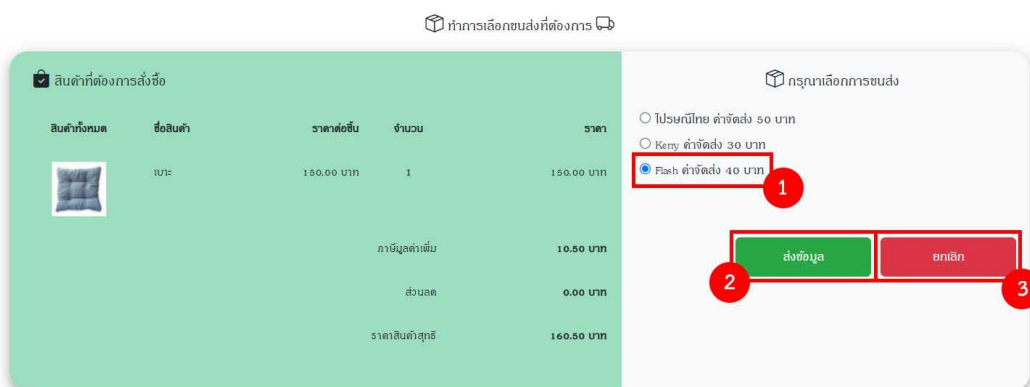 ทำการเลือกขนส่งที่ต้องการ
สินค้าที่ต้องการสั่งซื้อ
สินค้าทั้งหมด ชื่อสินค้า ราคาต่อชิ้น จำนวน ราคา
เบาะ 150.00 บาท 1 150.00 บาท
ภาษีมูลค่าเพิ่ม 10.50 บาท
ส่วนลด 0.00 บาท
ราคาสินค้าสุทธิ 160.50 บาท
กรุณาเลือกการขนส่ง
ไปรษณีไทย ค่าจัดส่ง 50 บาท
Kerry ค่าจัดส่ง 30 บาท
Flash ค่าจัดส่ง 40 บาท
1
ส่งข้อมูล ยกเลิก
2 3